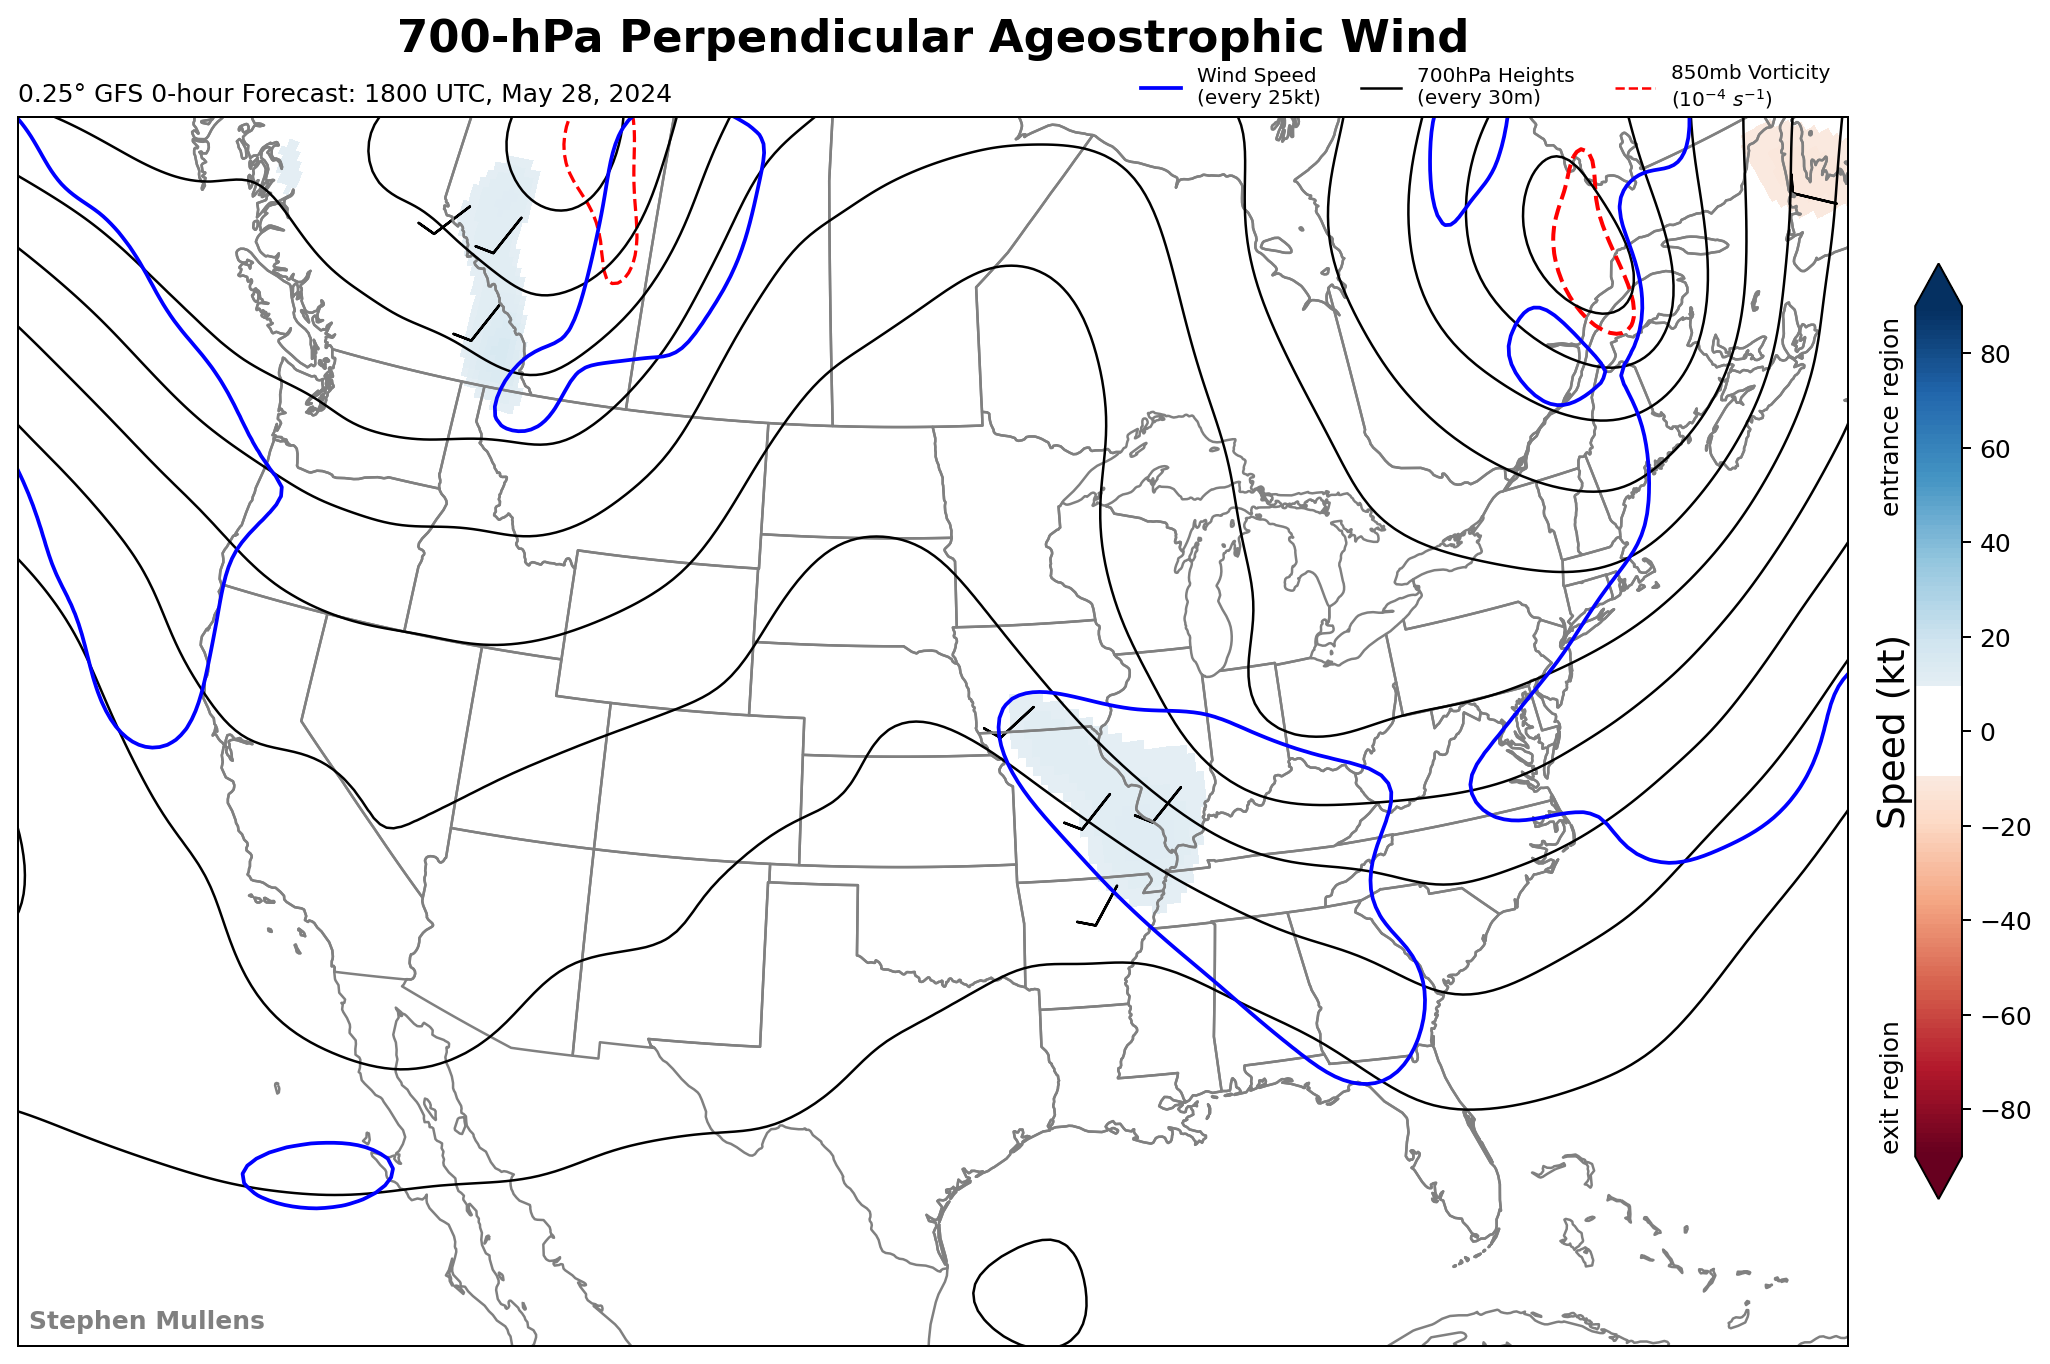 700-hPa Perpendicular Ageostrophic Wind
0.25° GFS 0-hour Forecast: 1800 UTC, May 28, 2024
Wind Speed
(every 25kt)
700hPa Heights
(every 30m)
850mb Vorticity
(10⁻⁴ s⁻¹)
entrance region
Speed (kt)
exit region
80
60
40
20
0
−20
−40
−60
−80
Stephen Mullens